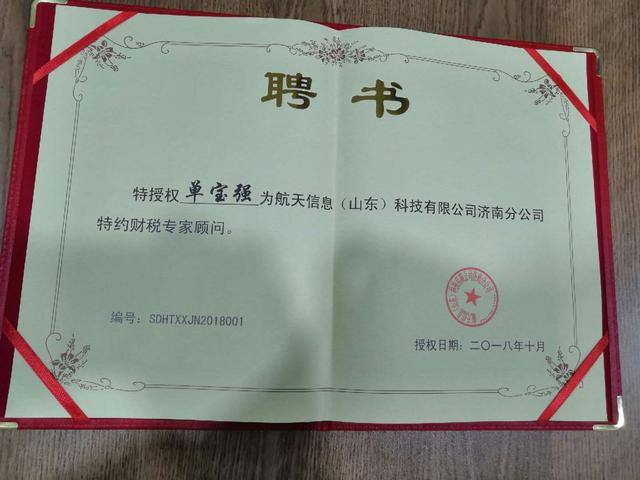 聘 书
特授权 单宝强 为航天信息（山东）科技有限公司济南分公司
特约财税专家顾问。
编号：SDHTXXJN2018001
授权日期：二〇一八年十月